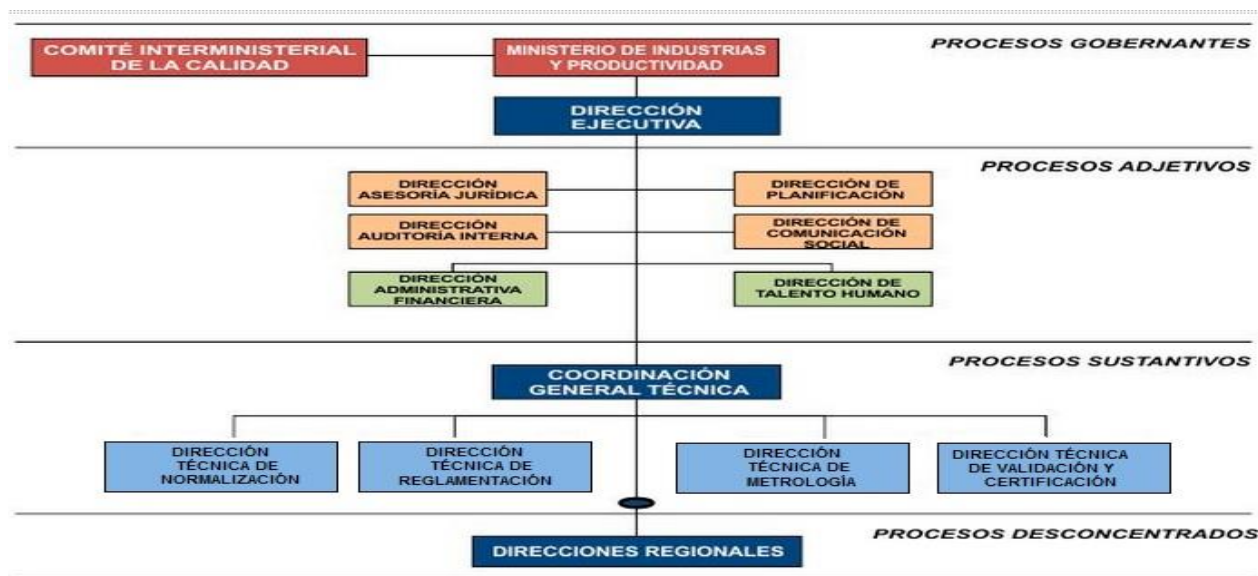 PROCESOS GOBERNANTES
COMITÉ INTERMINISTERIAL
DE LA CALIDAD
MINISTERIO DE INDUSTRIAS
Y PRODUCTIVIDAD
DIRECCIÓN
EJECUTIVA
PROCESOS ADJETIVOS
DIRECCIÓN
ASESORÍA JURÍDICA
DIRECCIÓN DE
PLANIFICACIÓN
DIRECCIÓN
AUDITORÍA INTERNA
DIRECCIÓN DE
COMUNICACIÓN
SOCIAL
DIRECCIÓN
ADMINISTRATIVA
FINANCIERA
DIRECCIÓN DE
TALENTO HUMANO
PROCESOS SUSTANTIVOS
COORDINACIÓN
GENERAL TÉCNICA
DIRECCIÓN
TÉCNICA DE
NORMALIZACIÓN
DIRECCIÓN
TÉCNICA DE
REGLAMENTACIÓN
DIRECCIÓN
TÉCNICA DE
METROLOGÌA
DIRECCIÓN TÉCNICA
DE VALIDACIÓN Y
CERTIFICACIÓN
PROCESOS DESCONCENTRADOS
DIRECCIONES REGIONALES